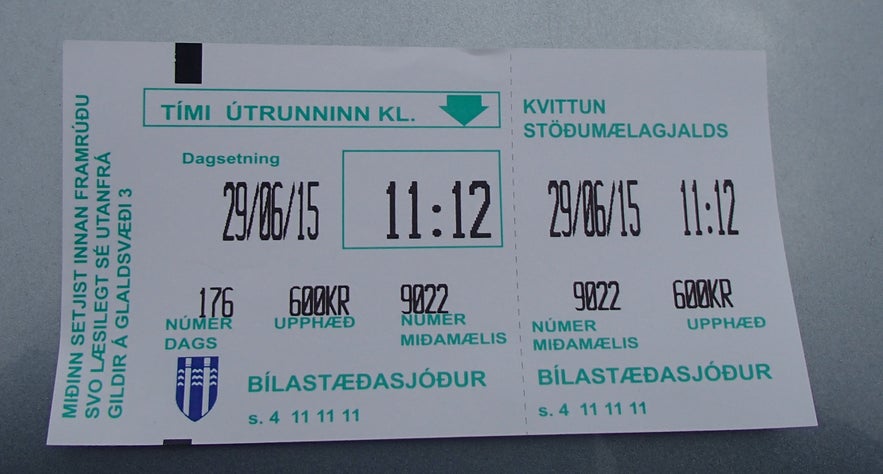 MIÐINN SETJIST INNAN FRAMRÚÐU
SVO LÆSILEGT SÉ UTANFRÁ
GILDIR Á GLALDSVÆÐI 3
TÍMI ÚTRUNNINN KL.
Dagsetning
29/06/15 11:12
176 600KR 9022
NÚMER DAGS UPPHÆÐ NÚMER MIÐAMÆLIS
BÍLASTÆÐASJÓÐUR
s. 4 11 11 11
KVITTUN
STÖÐUMÆLAGJALDS
29/06/15 11:12
9022 600KR
NÚMER MIÐAMÆLIS UPPHÆÐ
BÍLASTÆÐASJÓÐUR
s. 4 11 11 11